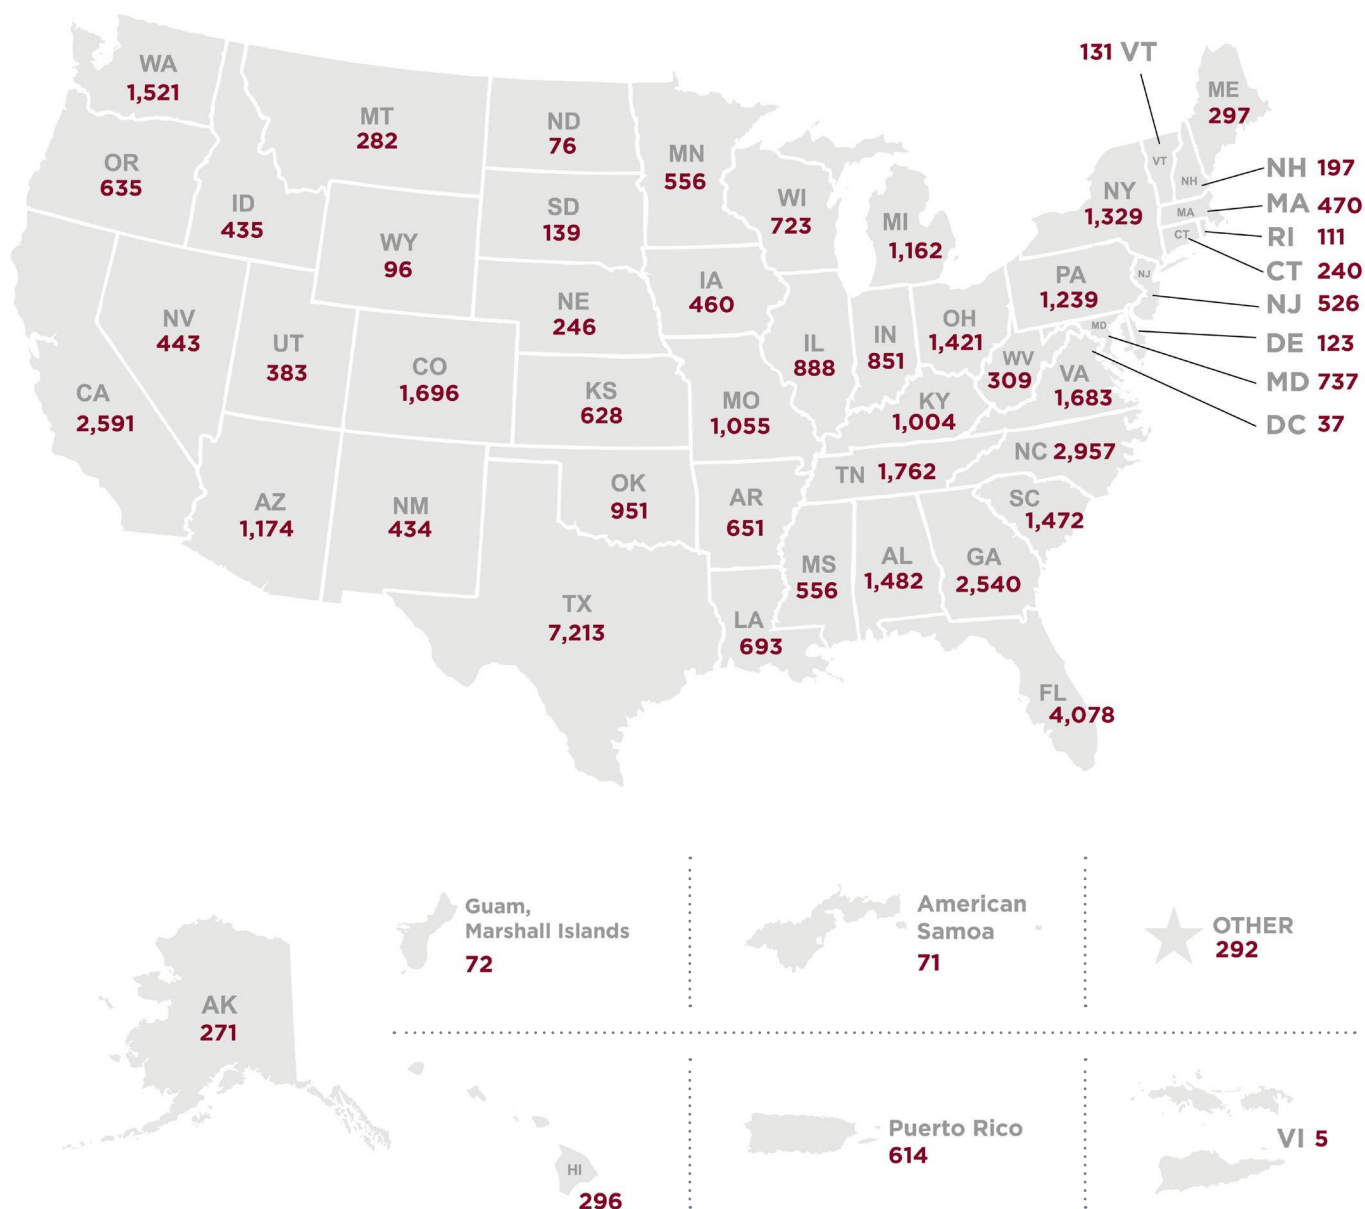 WA
1,521
OR
635
ID
435
MT
282
ND
76
MN
556
SD
139
WY
96
WI
723
MI
1,162
131 VT
VT
ME
297
NH
NH 197
NY
1,329
MA
MA 470
RI 111
CT
CT 240
NJ
NJ 526
PA
1,239
DE 123
MD
MD 737
DC 37
NV
443
UT
383
CA
2,591
CO
1,696
NE
246
IA
460
KS
628
MO
1,055
IL
888
IN
851
OH
1,421
WV
309
VA
1,683
KY
1,004
NC 2,957
TN 1,762
SC
1,472
AZ
1,174
NM
434
OK
951
AR
651
MS
556
AL
1,482
GA
2,540
TX
7,213
LA
693
FL
4,078
Guam,
Marshall Islands
72
American
Samoa
71
OTHER
292
AK
271
HI
296
Puerto Rico
614
VI 5